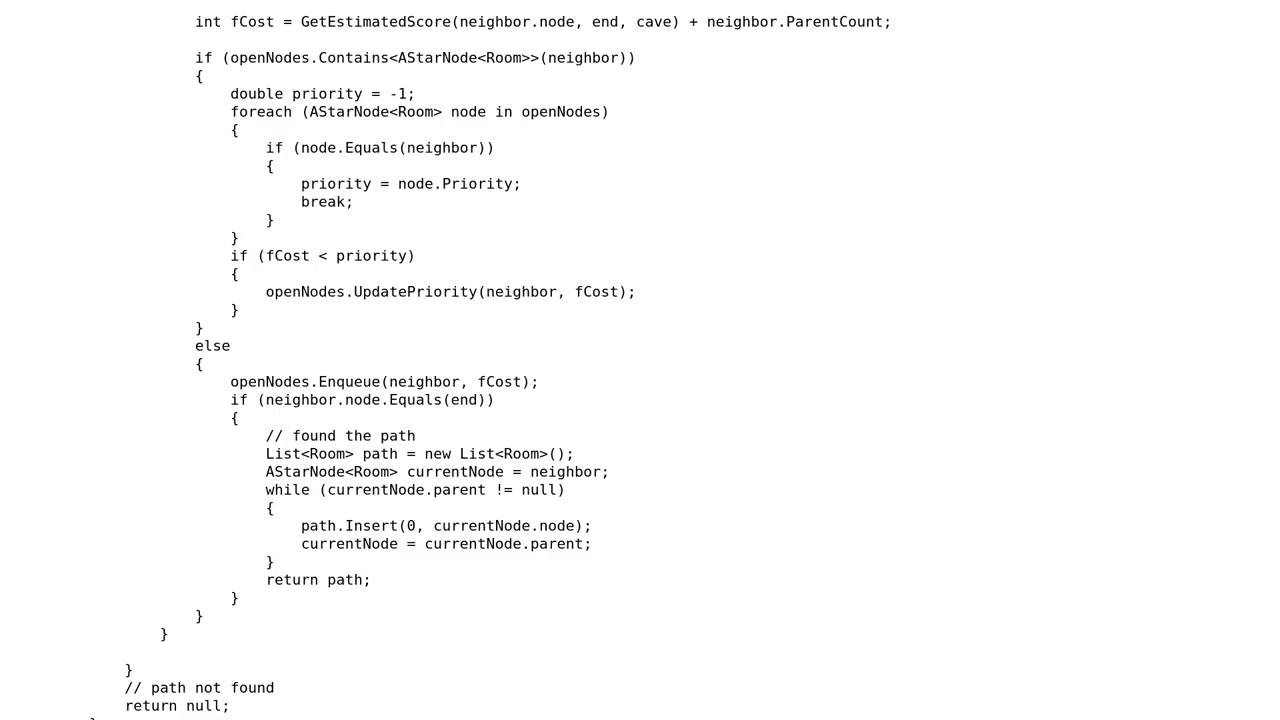 int fCost = GetEstimatedScore(neighbor.node, end, cave) + neighbor.ParentCount;
if (openNodes.Contains<AStarNode<Room>>(neighbor))
{
double priority = -1;
foreach (AStarNode<Room> node in openNodes)
{
if (node.Equals(neighbor))
{
priority = node.Priority;
break;
}
}
if (fCost < priority)
{
openNodes.UpdatePriority(neighbor, fCost);
}
}
else
{
openNodes.Enqueue(neighbor, fCost);
if (neighbor.node.Equals(end))
{
// found the path
List<Room> path = new List<Room>();
AStarNode<Room> currentNode = neighbor;
while (currentNode.parent != null)
{
path.Insert(0, currentNode.node);
currentNode = currentNode.parent;
}
return path;
}
}
}
}
// path not found
return null;
}